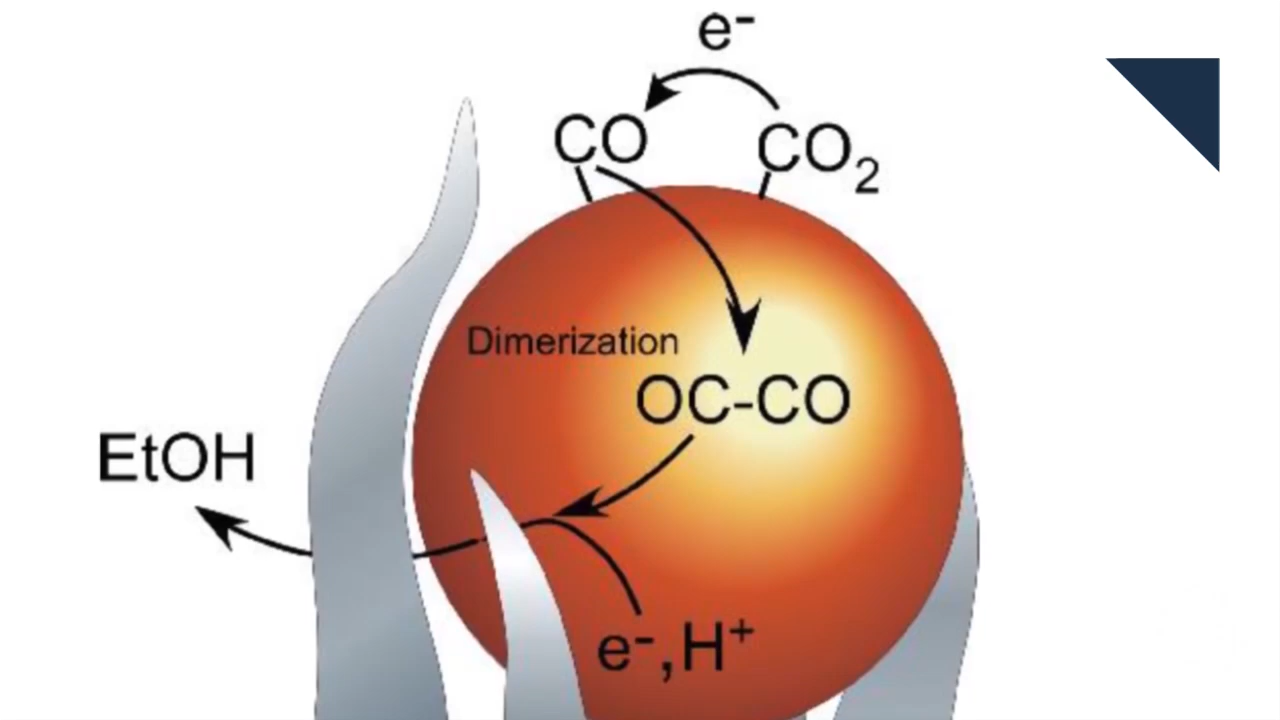 e⁻
CO
CO₂
Dimerization
OC-CO
EtOH
e⁻,H⁺